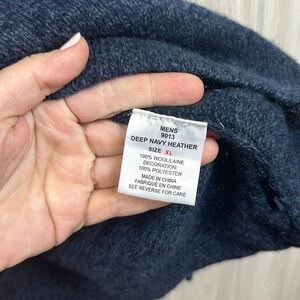 MENS
9013
DEEP NAVY HEATHER
SIZE XL
100% WOOL/LAINE
DECORATION:
100% POLYESTER
MADE IN CHINA
FABRIQUÉ EN CHINE
SEE REVERSE FOR CARE